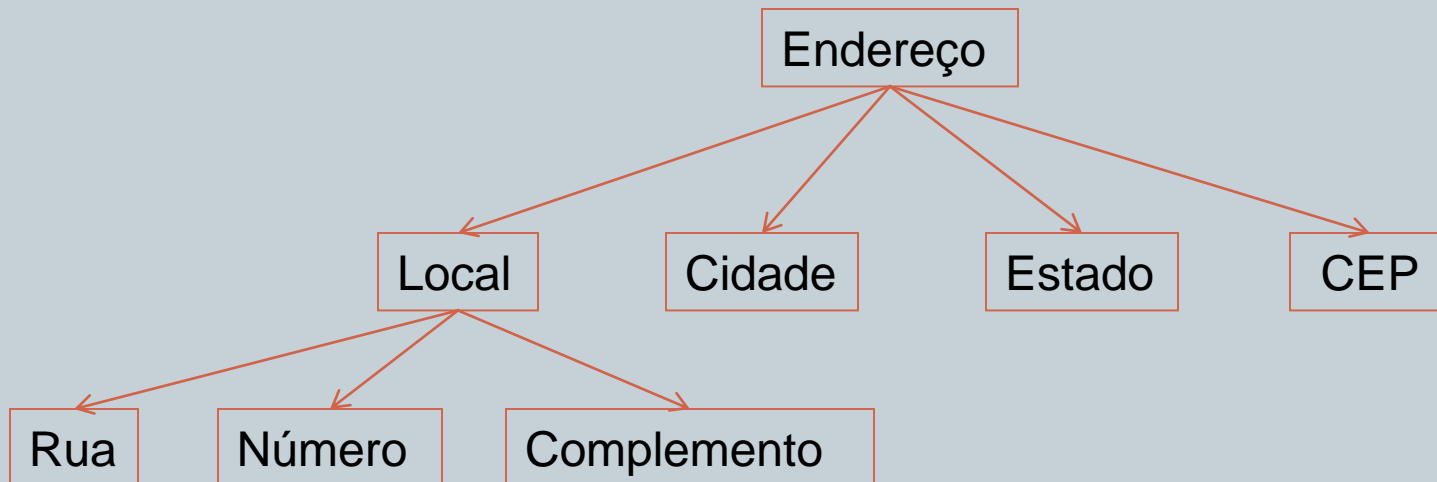 Endereço
Local
Cidade
Estado
CEP
Rua
Número
Complemento